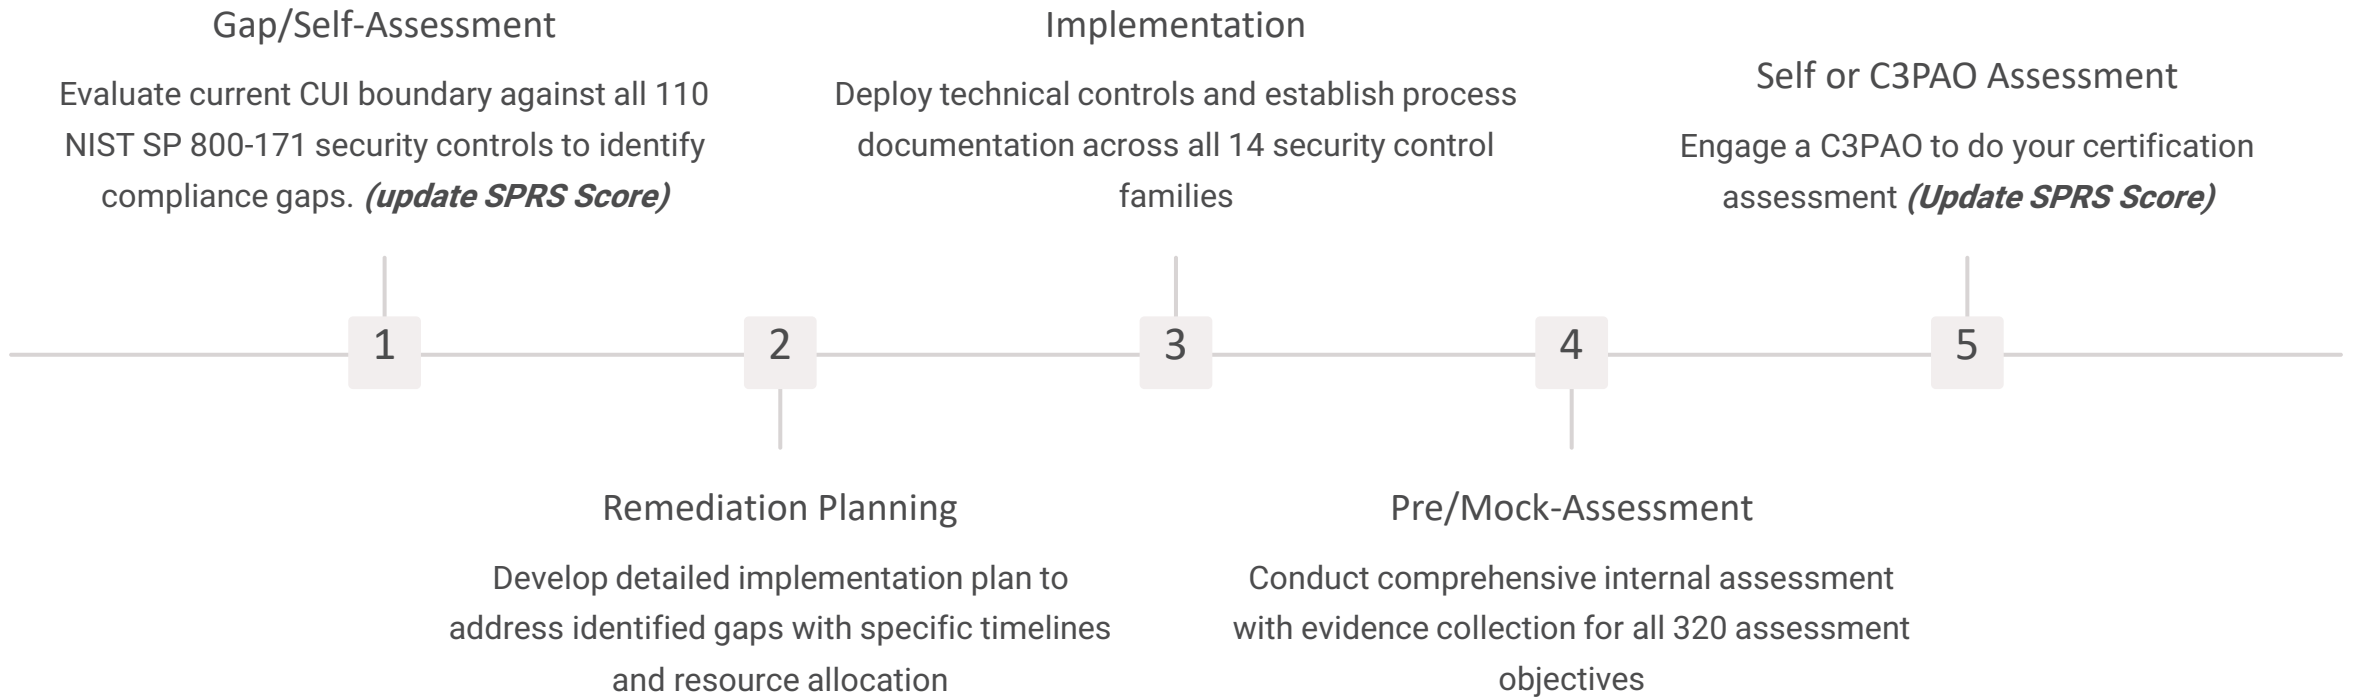 Gap/Self-Assessment
Evaluate current CUI boundary against all 110
NIST SP 800-171 security controls to identify
compliance gaps. (update SPRS Score)
Implementation
Deploy technical controls and establish process
documentation across all 14 security control
families
Self or C3PAO Assessment
Engage a C3PAO to do your certification
assessment (Update SPRS Score)
1
2
3
4
5
Remediation Planning
Develop detailed implementation plan to
address identified gaps with specific timelines
and resource allocation
Pre/Mock-Assessment
Conduct comprehensive internal assessment
with evidence collection for all 320 assessment
objectives